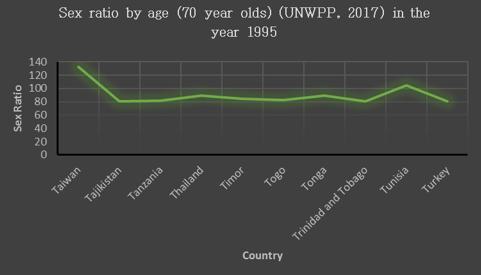 Sex ratio by age (70 year olds) (UNWPP, 2017) in the
year 1995
140
120
100
80
60
40
20
0
Sex Ratio
Taiwan
Tajikistan
Tanzania
Thailand
Timor
Togo
Tonga
Trinidad and Tobago
Tunisia
Turkey
Country